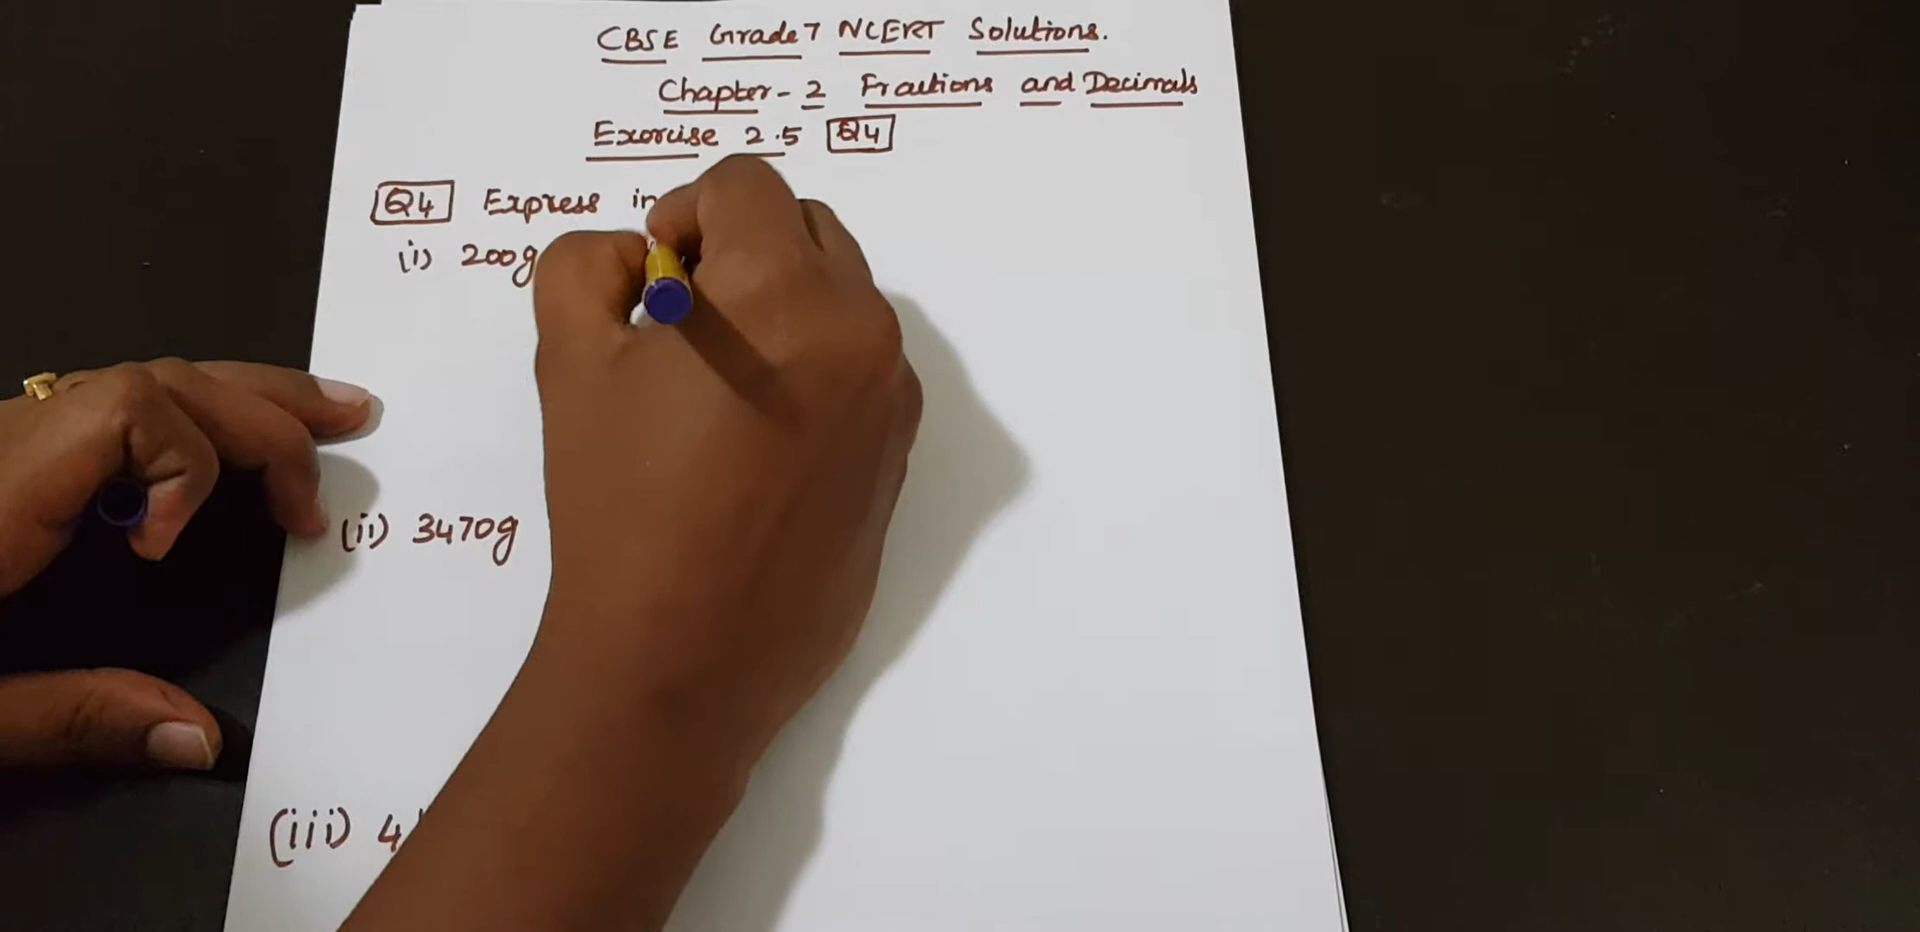 CBSE Grade 7 NCERT Solutions.
Chapter - 2 Fractions and Decimals
Exercise 2.5 Q4
Q4 Express in
(i) 200g
(ii) 3470g
(iii) 4